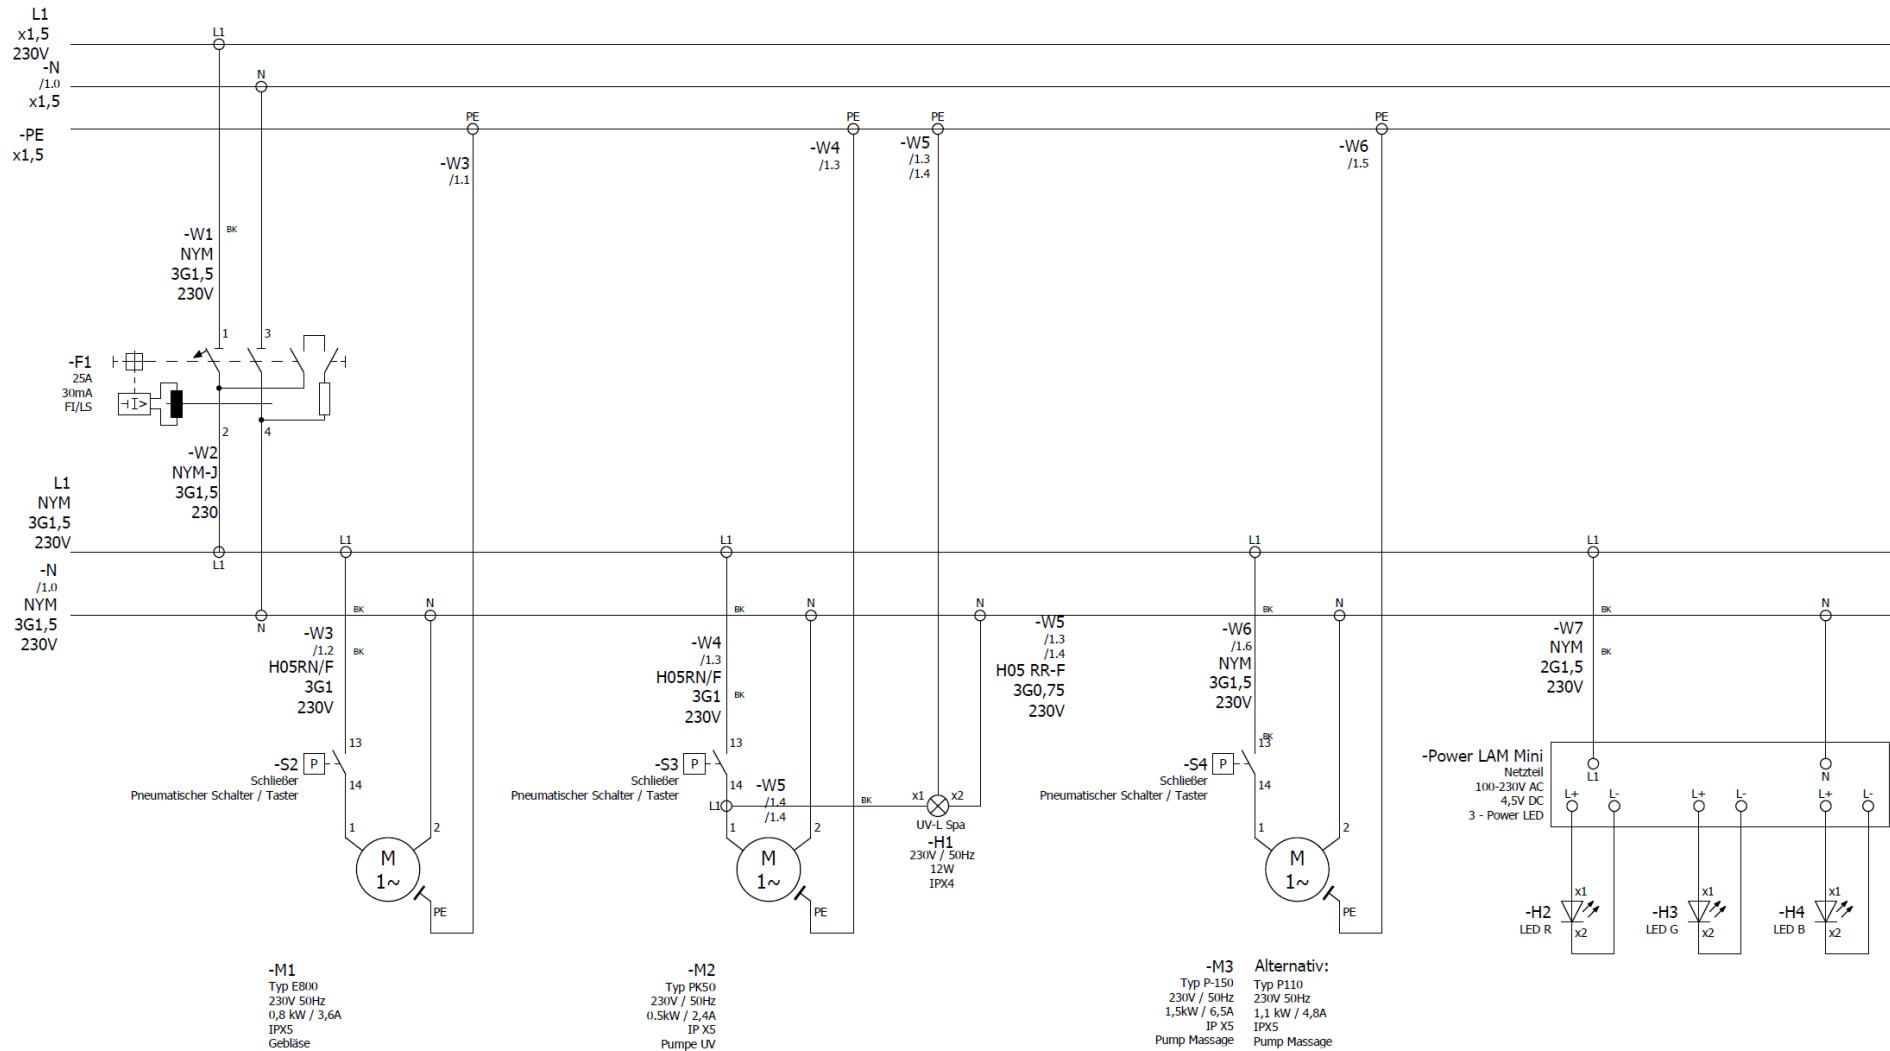 L1
x1,5
230V
-N
/1.0
x1,5
-PE
x1,5
L1
N
PE
PE
PE
PE
-W3
/1.1
-W4
/1.3
-W5
/1.3
/1.4
-W6
/1.5
-W1
NYM
3G1,5
230V
BK
1
3
-F1
25A
30mA
FI/LS
I>
2
4
-W2
NYM-J
3G1,5
230
L1
NYM
3G1,5
230V
L1
L1
L1
L1
L1
-N
/1.0
NYM
3G1,5
230V
N
BK
N
BK
N
N
BK
N
BK
N
-W3
/1.2
H05RN/F
3G1
230V
BK
-W4
/1.3
H05RN/F
3G1
230V
BK
-W5
/1.3
/1.4
H05 RR-F
3G0,75
230V
-W6
/1.6
NYM
3G1,5
230V
BK
-W7
NYM
2G1,5
230V
BK
-S2
P
13
14
Schließer
Pneumatischer Schalter / Taster
-S3
P
13
14
Schließer
Pneumatischer Schalter / Taster
L1
-W5
/1.4
/1.4
BK
x1
x2
UV-L Spa
-H1
230V / 50Hz
12W
IPX4
-S4
P
13
14
Schließer
Pneumatischer Schalter / Taster
-Power LAM Mini
Netzteil
100-230V AC
4,5V DC
3 - Power LED
L1
N
L+
L-
L+
L-
L+
L-
1
2
M
1~
PE
1
2
M
1~
PE
1
2
M
1~
PE
-H2
LED R
x1
x2
-H3
LED G
x1
x2
-H4
LED B
x1
x2
-M1
Typ E800
230V 50Hz
0,8 kW / 3,6A
IPX5
Gebläse
-M2
Typ PK50
230V / 50Hz
0.5kW / 2,4A
IP X5
Pumpe UV
-M3
Typ P-150
230V / 50Hz
1,5kW / 6,5A
IP X5
Pump Massage
Alternativ:
Typ P110
230V 50Hz
1,1 kW / 4,8A
IPX5
Pump Massage